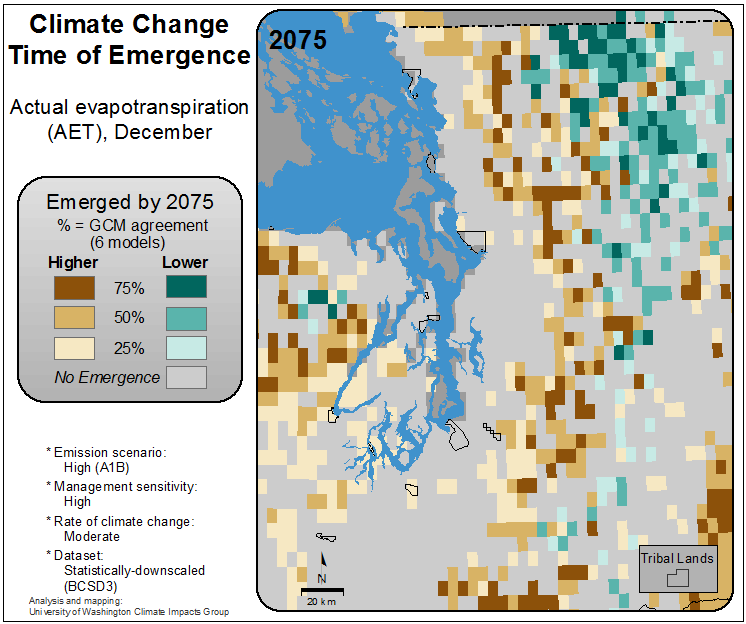 Climate Change
Time of Emergence
Actual evapotranspiration
(AET), December
Emerged by 2075
% = GCM agreement
(6 models)
Higher Lower
75%
50%
25%
No Emergence
* Emission scenario:
High (A1B)
* Management sensitivity:
High
* Rate of climate change:
Moderate
* Dataset:
Statistically-downscaled
(BCSD3)
Analysis and mapping:
University of Washington Climate Impacts Group
2075
N
20 km
Tribal Lands